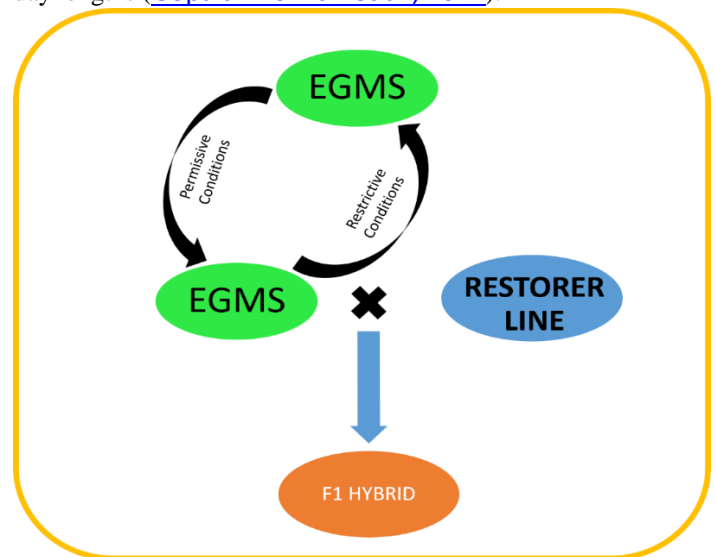 EGMS
Permissive
Conditions
Restrictive
Conditions
EGMS
RESTORER
LINE
F1 HYBRID